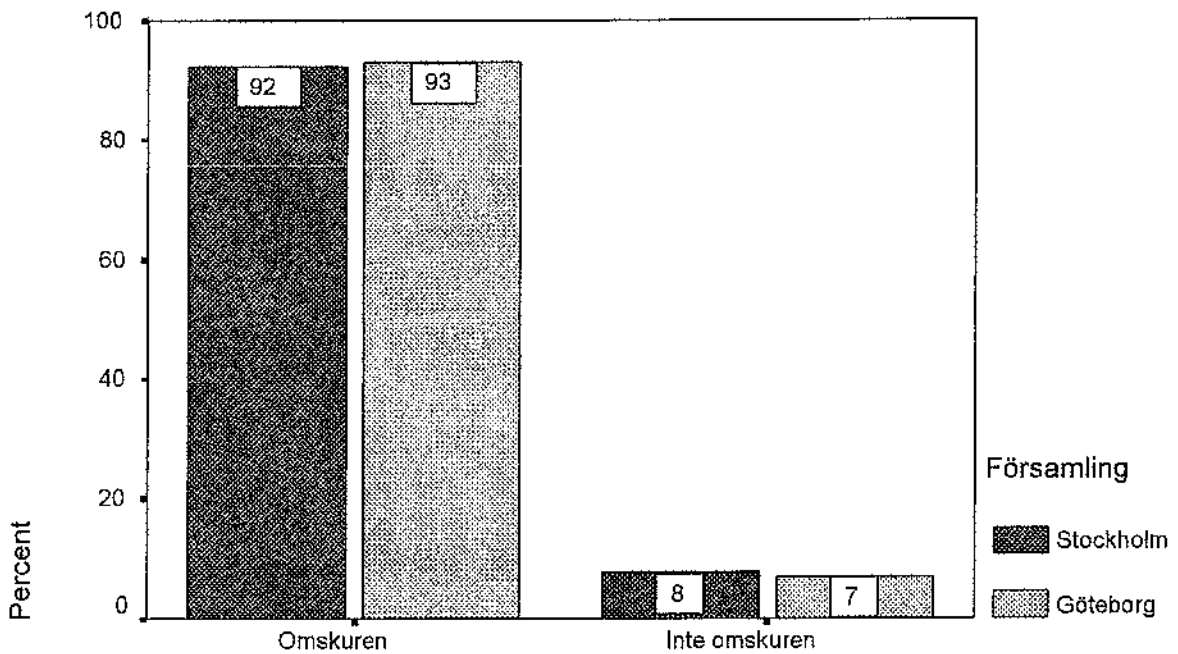 100
80
60
40
20
0
Percent
92
93
8
7
Omskuren
Inte omskuren
Församling
Stockholm
Göteborg